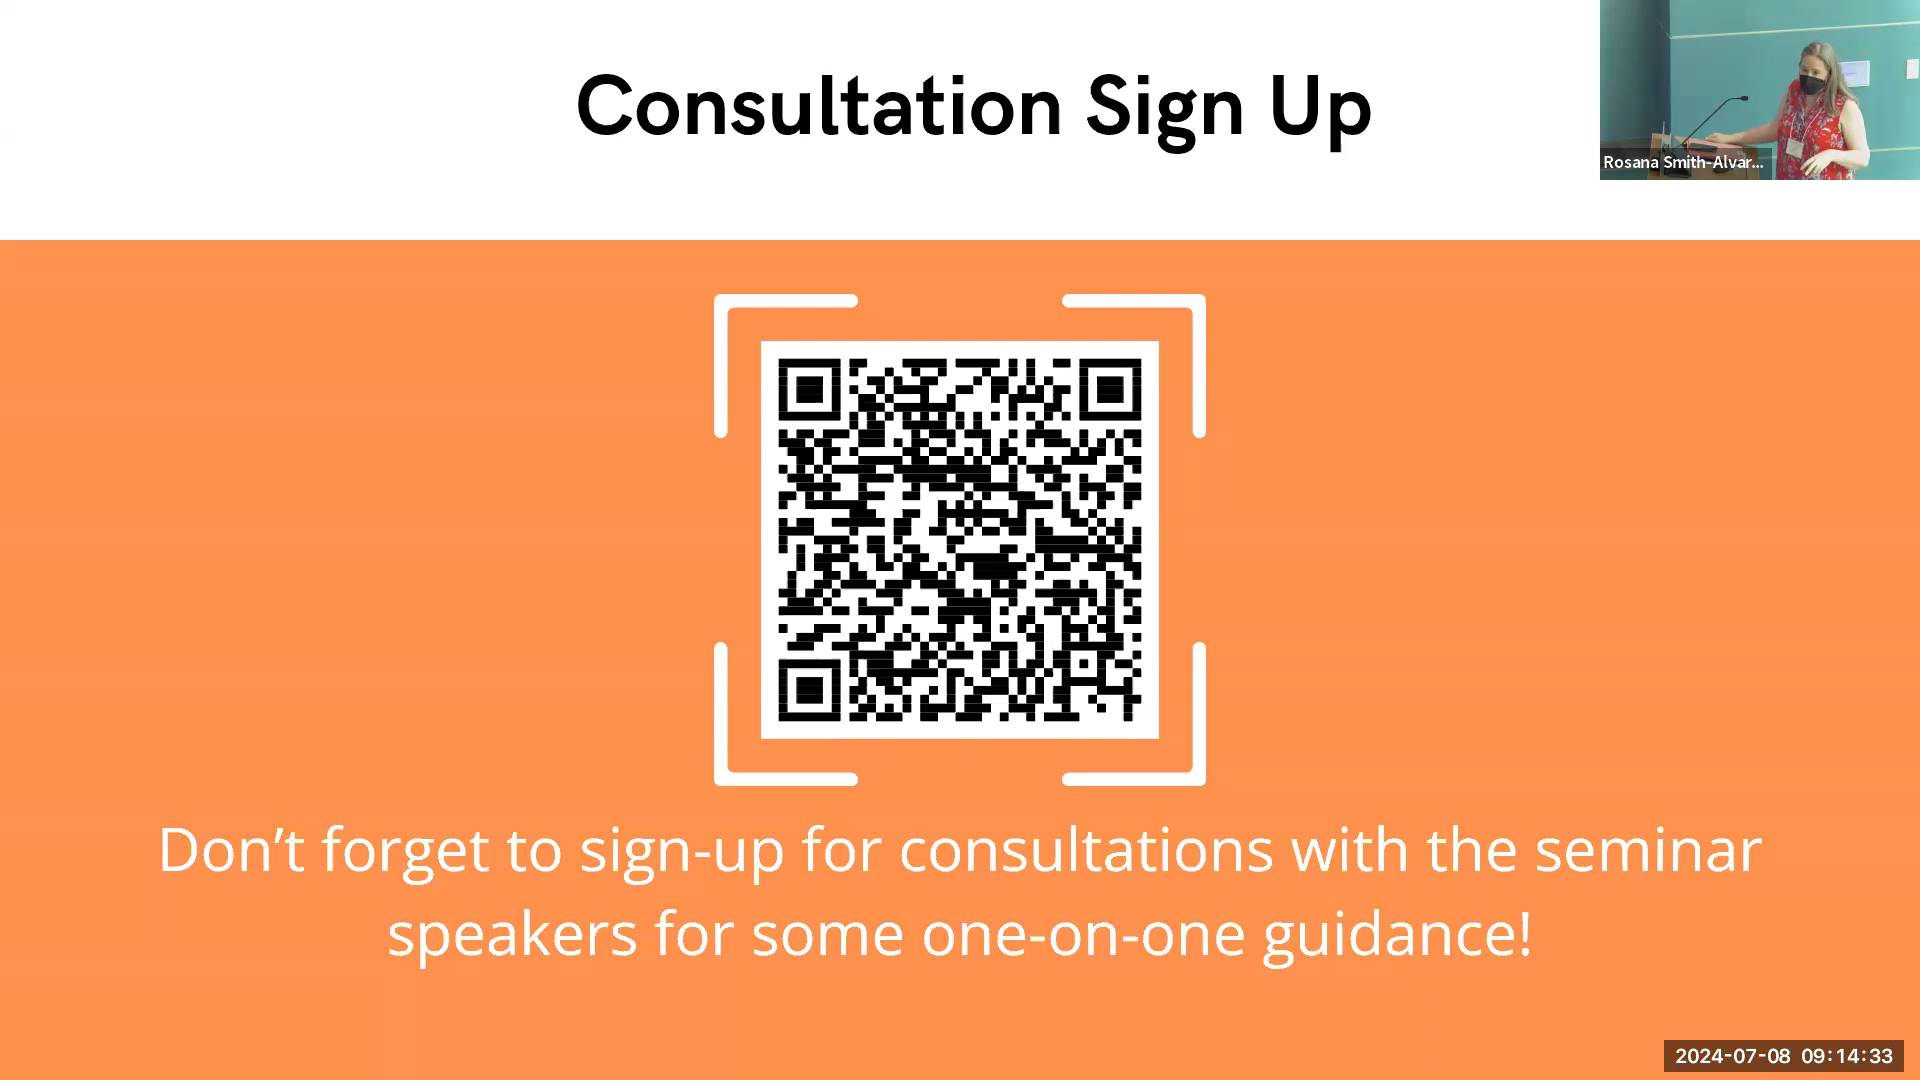 Consultation Sign Up
Rosana Smith-Alvar...
Don’t forget to sign-up for consultations with the seminar
speakers for some one-on-one guidance!
2024-07-08 09:14:33